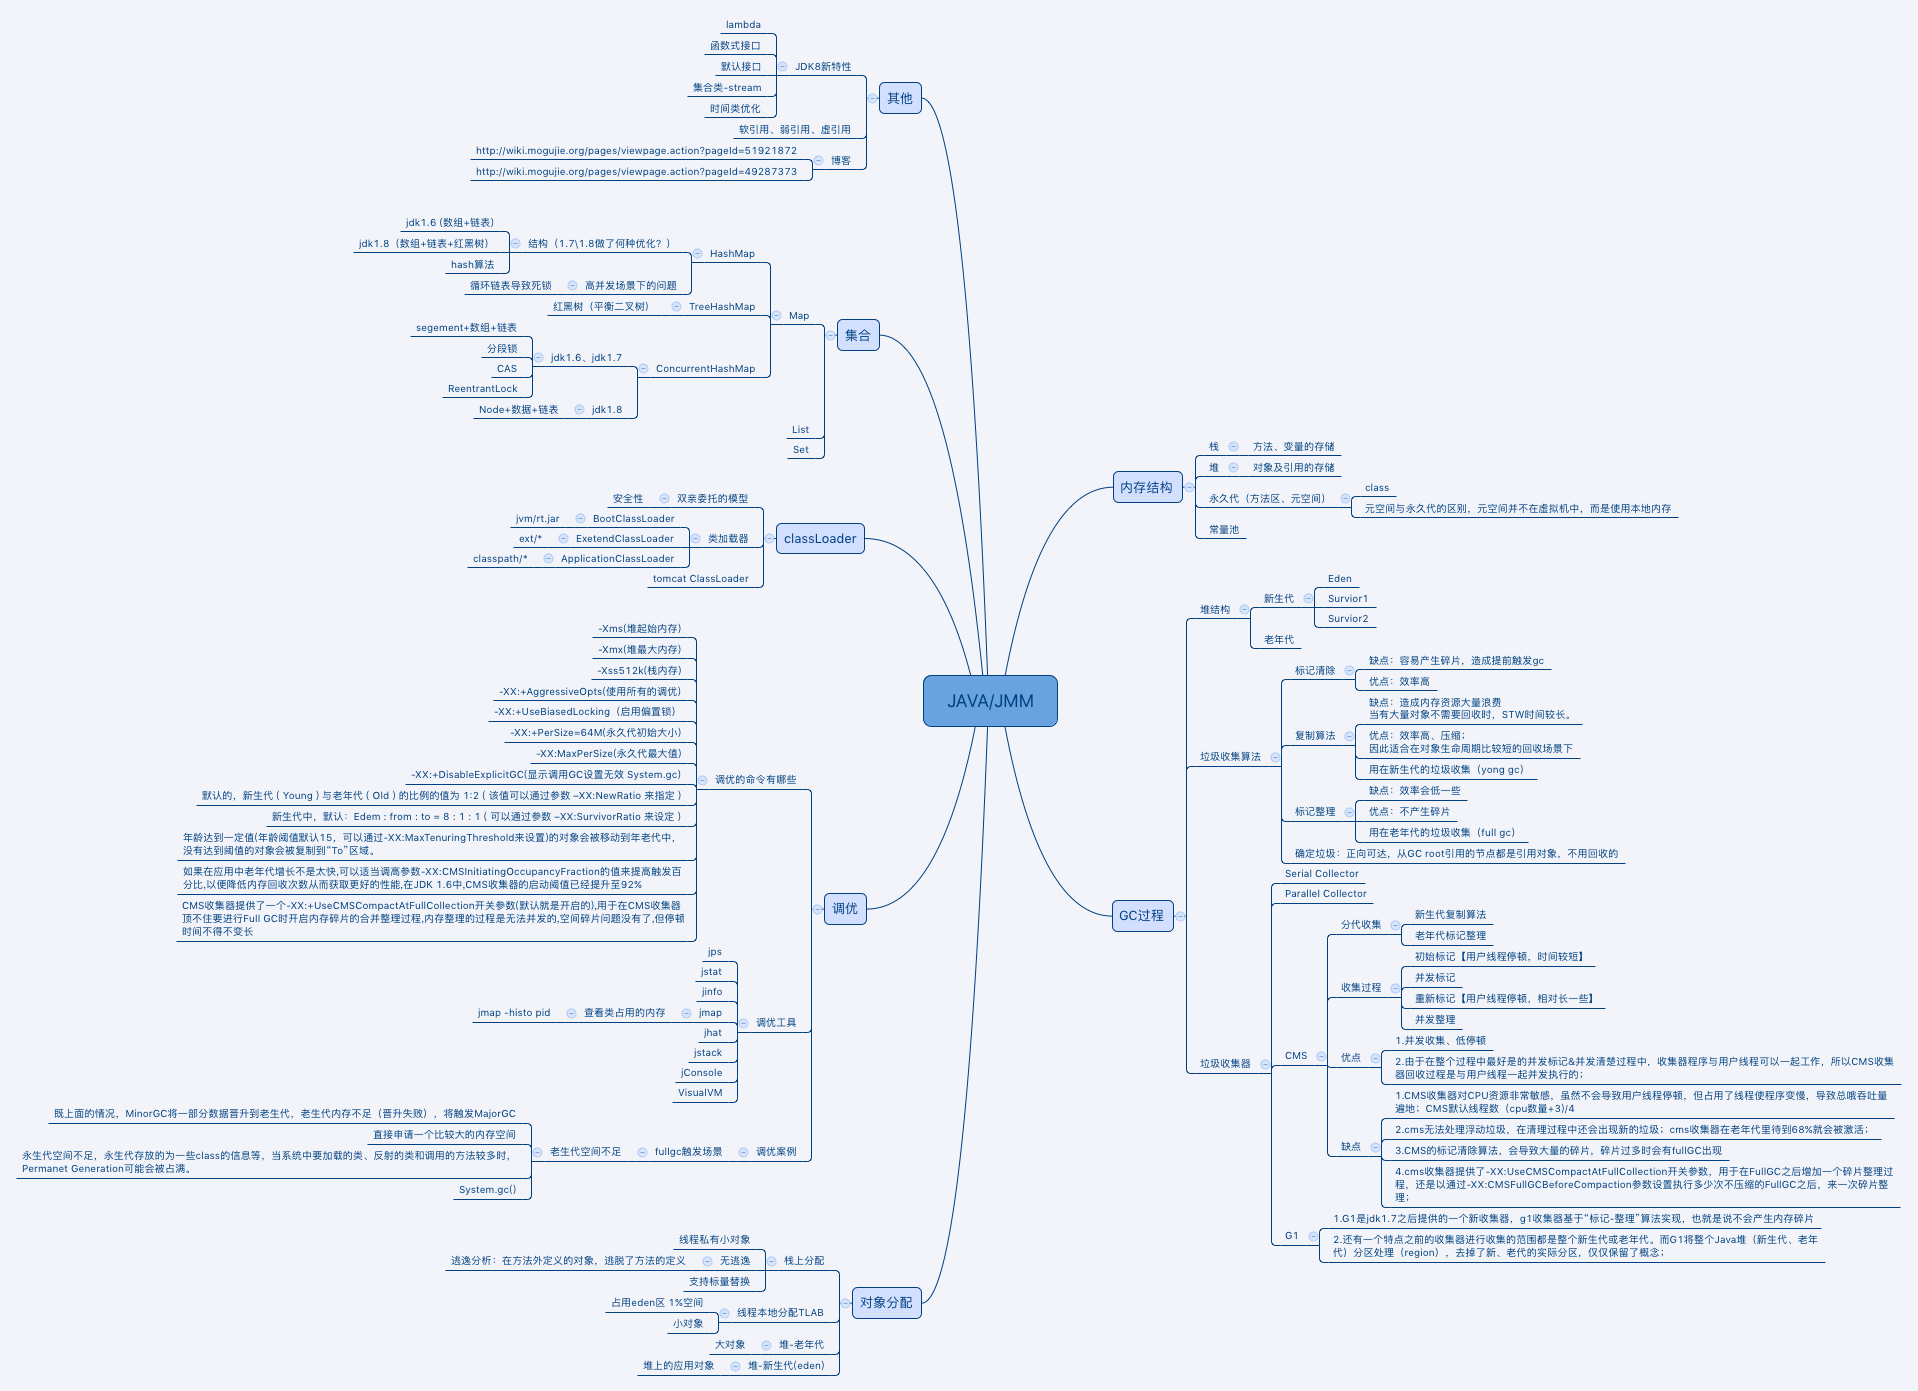 JAVA/JMM
其他
JDK8新特性
lambda
函数式接口
默认接口
集合类-stream
时间类优化
软引用、弱引用、虚引用
博客
http://wiki.mogujie.org/pages/viewpage.action?pageId=51921872
http://wiki.mogujie.org/pages/viewpage.action?pageId=49287373
集合
Map
HashMap
结构（1.7\1.8做了何种优化？）
jdk1.6 (数组+链表)
jdk1.8（数组+链表+红黑树）
hash算法
高并发场景下的问题
循环链表导致死锁
TreeHashMap
红黑树（平衡二叉树）
ConcurrentHashMap
jdk1.6、jdk1.7
segement+数组+链表
分段锁
CAS
ReentrantLock
jdk1.8
Node+数据+链表
List
Set
classLoader
双亲委托的模型
安全性
类加载器
BootClassLoader
jvm/rt.jar
ExetendClassLoader
ext/*
ApplicationClassLoader
classpath/*
tomcat ClassLoader
调优
调优的命令有哪些
-Xms(堆起始内存)
-Xmx(堆最大内存)
-Xss512k(栈内存)
-XX:+AggressiveOpts(使用所有的调优)
-XX:+UseBiasedLocking（启用偏置锁）
-XX:+PerSize=64M(永久代初始大小)
-XX:MaxPerSize(永久代最大值)
-XX:+DisableExplicitGC(显示调用GC设置无效 System.gc)
默认的，新生代 ( Young ) 与老年代 ( Old ) 的比例的值为 1:2 ( 该值可以通过参数 –XX:NewRatio 来指定 )
新生代中，默认：Edem : from : to = 8 : 1 : 1 ( 可以通过参数 –XX:SurvivorRatio 来设定 )
年龄达到一定值(年龄阈值默认15，可以通过-XX:MaxTenuringThreshold来设置)的对象会被移动到年老代中，
没有达到阈值的对象会被复制到“To”区域。
如果在应用中老年代增长不是太快,可以适当调高参数-XX:CMSInitiatingOccupancyFraction的值来提高触发百
分比,以便降低内存回收次数从而获取更好的性能,在JDK 1.6中,CMS收集器的启动阈值已经提升至92%
CMS收集器提供了一个-XX:+UseCMSCompactAtFullCollection开关参数(默认就是开启的),用于在CMS收集器
顶不住要进行Full GC时开启内存碎片的合并整理过程,内存整理的过程是无法并发的,空间碎片问题没有了,但停顿
时间不得不变长
调优工具
jps
jstat
jinfo
jmap
查看类占用的内存
jmap -histo pid
jhat
jstack
jConsole
VisualVM
调优案例
fullgc触发场景
老生代空间不足
既上面的情况，MinorGC将一部分数据晋升到老生代，老生代内存不足（晋升失败），将触发MajorGC
直接申请一个比较大的内存空间
永生代空间不足，永生代存放的为一些class的信息等，当系统中要加载的类、反射的类和调用的方法较多时，
Permanet Generation可能会被占满。
System.gc()
对象分配
栈上分配
线程私有小对象
无逃逸
逃逸分析：在方法外定义的对象，逃脱了方法的定义
支持标量替换
线程本地分配TLAB
占用eden区 1%空间
小对象
堆-老年代
大对象
堆-新生代(eden)
堆上的应用对象
内存结构
栈
方法、变量的存储
堆
对象及引用的存储
永久代（方法区、元空间）
class
元空间与永久代的区别，元空间并不在虚拟机中，而是使用本地内存
常量池
GC过程
堆结构
新生代
Eden
Survior1
Survior2
老年代
垃圾收集算法
标记清除
缺点：容易产生碎片，造成提前触发gc
优点：效率高
复制算法
缺点：造成内存资源大量浪费
当有大量对象不需要回收时，STW时间较长。
优点：效率高、压缩；
因此适合在对象生命周期比较短的回收场景下
用在新生代的垃圾收集（yong gc）
标记整理
缺点：效率会低一些
优点：不产生碎片
用在老年代的垃圾收集（full gc）
确定垃圾：正向可达，从GC root引用的节点都是引用对象，不用回收的
垃圾收集器
Serial Collector
Parallel Collector
CMS
分代收集
新生代复制算法
老年代标记整理
收集过程
初始标记【用户线程停顿，时间较短】
并发标记
重新标记【用户线程停顿，相对长一些】
并发整理
优点
1.并发收集、低停顿
2.由于在整个过程中最好是的并发标记&并发清楚过程中，收集器程序与用户线程可以一起工作，所以CMS收集
器回收过程是与用户线程一起并发执行的；
缺点
1.CMS收集器对CPU资源非常敏感，虽然不会导致用户线程停顿，但占用了线程使程序变慢，导致总哦吞吐量
遍地；CMS默认线程数（cpu数量+3)/4
2.cms无法处理浮动垃圾，在清理过程中还会出现新的垃圾；cms收集器在老年代里待到68%就会被激活；
3.CMS的标记清除算法，会导致大量的碎片，碎片过多时会有fullGC出现
4.cms收集器提供了-XX:UseCMSCompactAtFullCollection开关参数，用于在FullGC之后增加一个碎片整理过
程，还是以通过-XX:CMSFullGCBeforeCompaction参数设置执行多少次不压缩的FullGC之后，来一次碎片整
理；
G1
1.G1是jdk1.7之后提供的一个新收集器，g1收集器基于“标记-整理”算法实现，也就是说不会产生内存碎片
2.还有一个特点之前的收集器进行收集的范围都是整个新生代或老年代。而G1将整个Java堆（新生代、老年
代）分区处理（region），去掉了新、老代的实际分区，仅仅保留了概念；